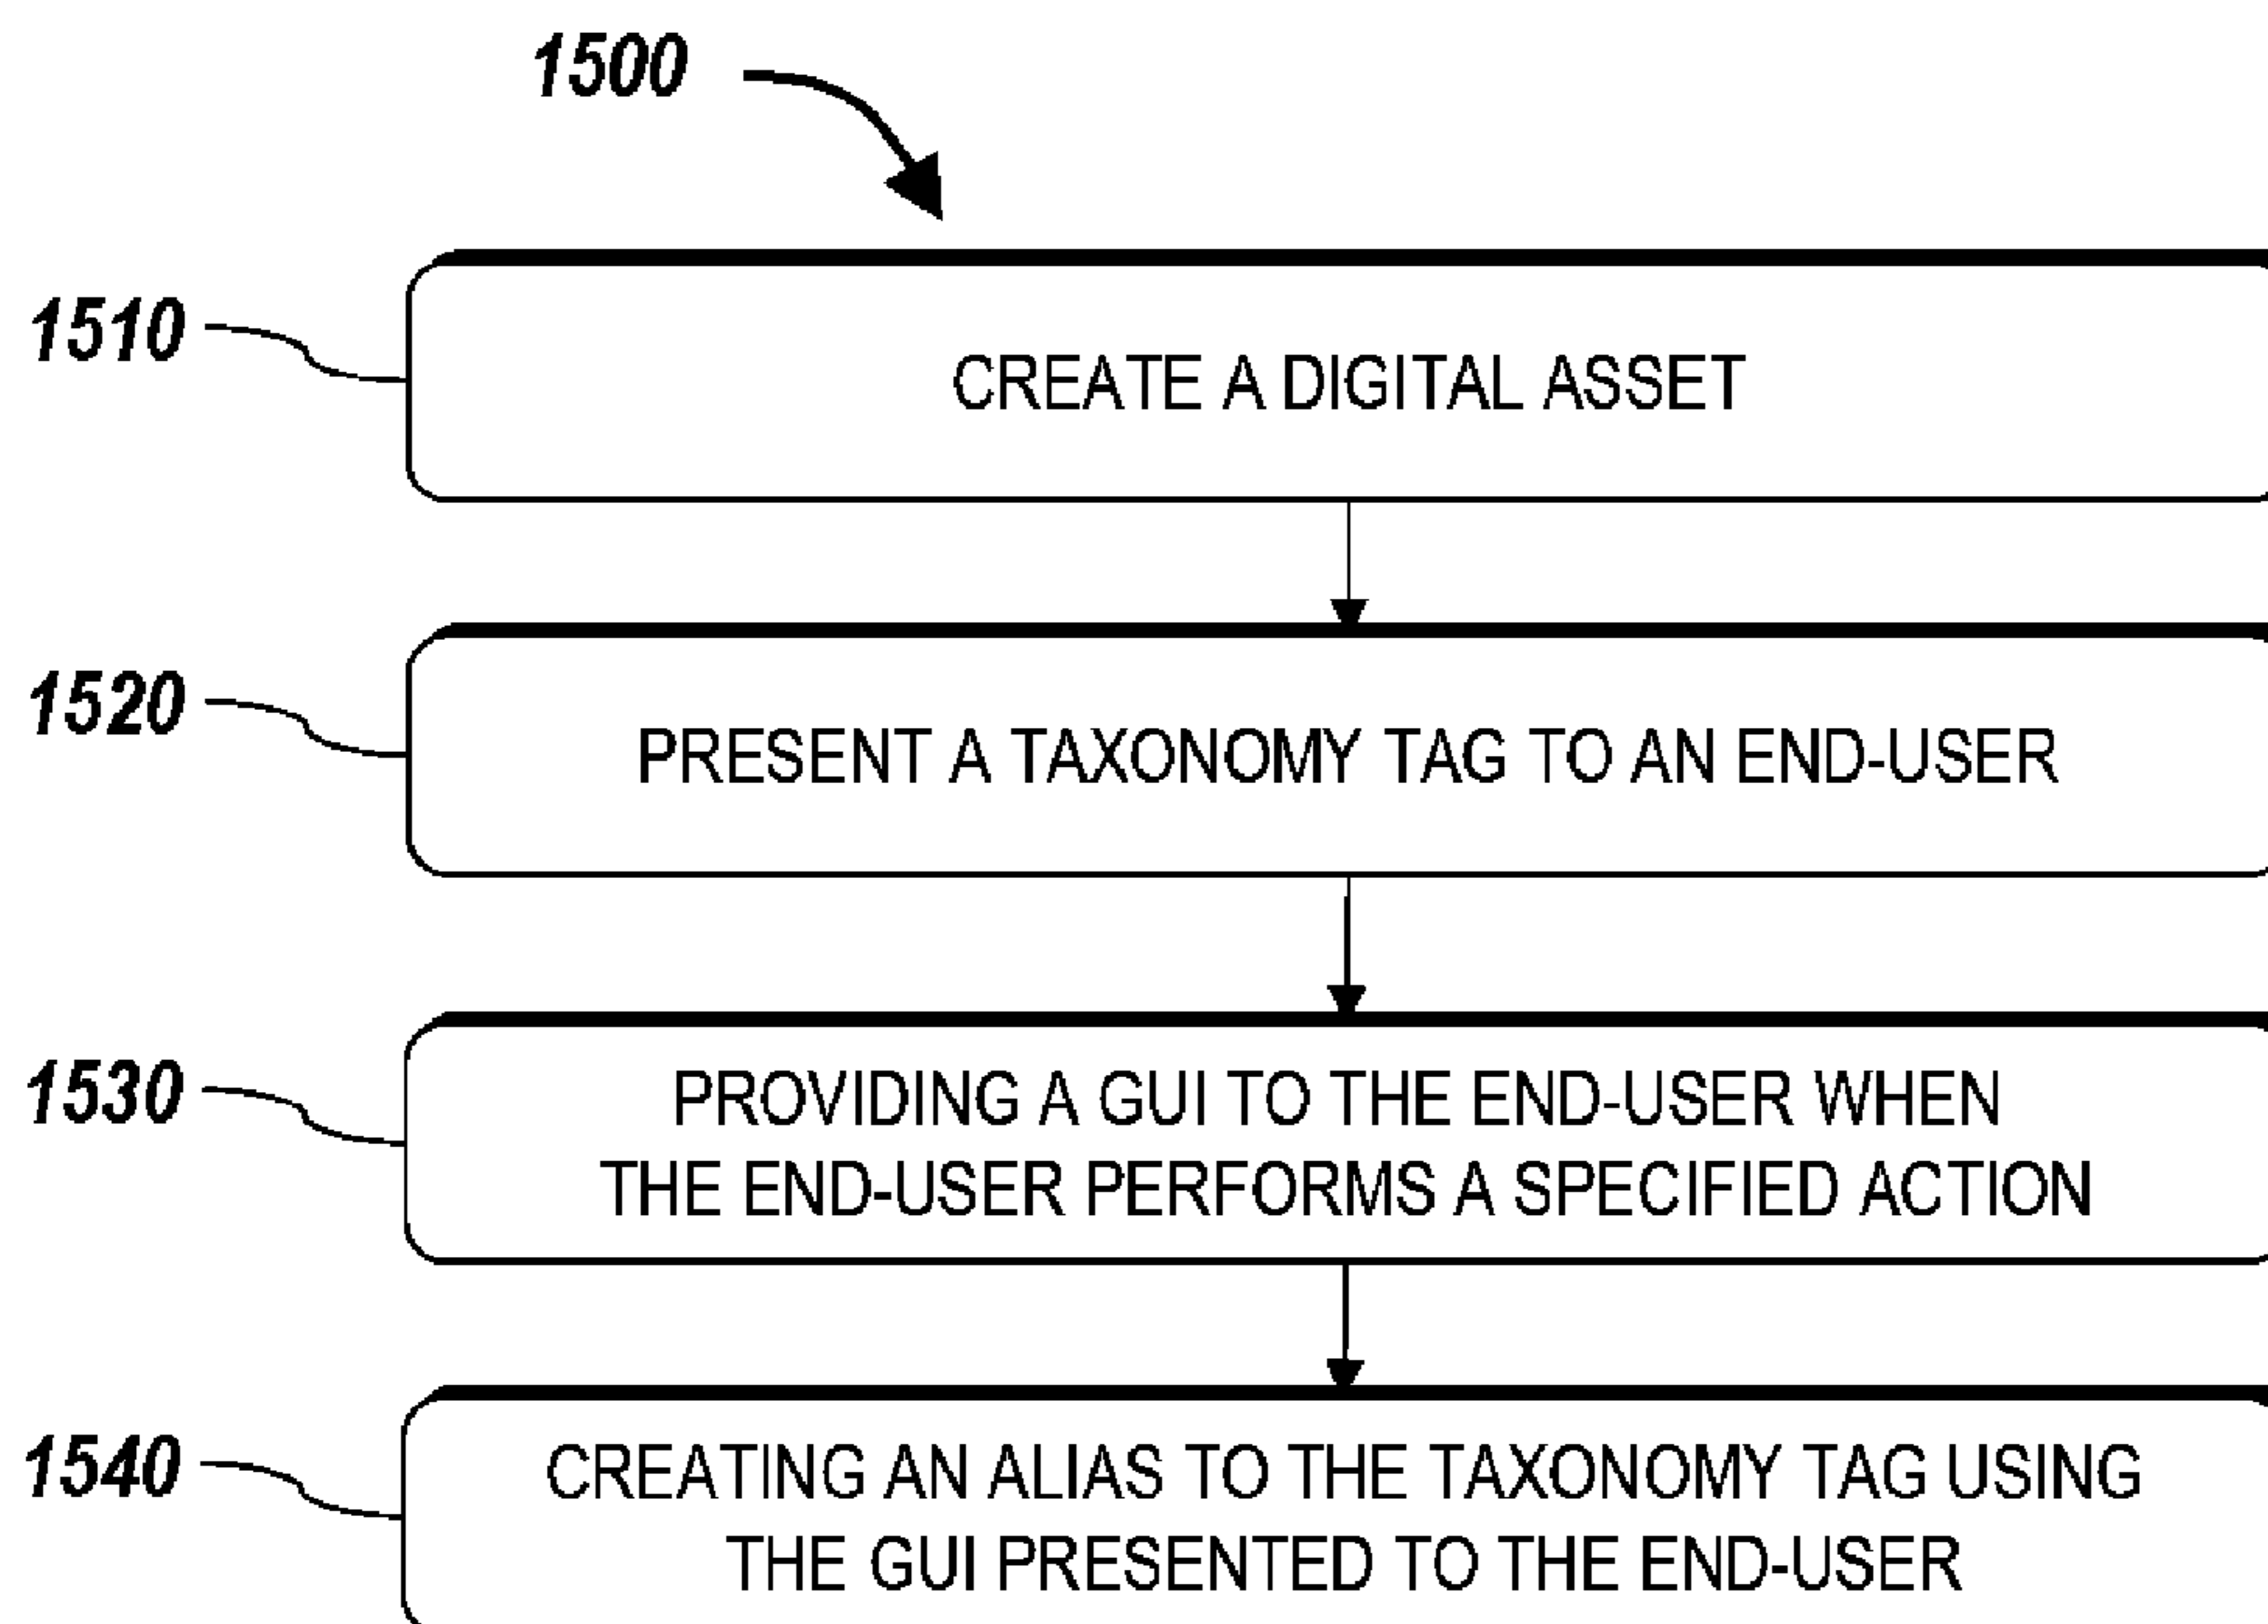 1500
1510
CREATE A DIGITAL ASSET
1520
PRESENT A TAXONOMY TAG TO AN END-USER
1530
PROVIDING A GUI TO THE END-USER WHEN
THE END-USER PERFORMS A SPECIFIED ACTION
1540
CREATING AN ALIAS TO THE TAXONOMY TAG USING
THE GUI PRESENTED TO THE END-USER